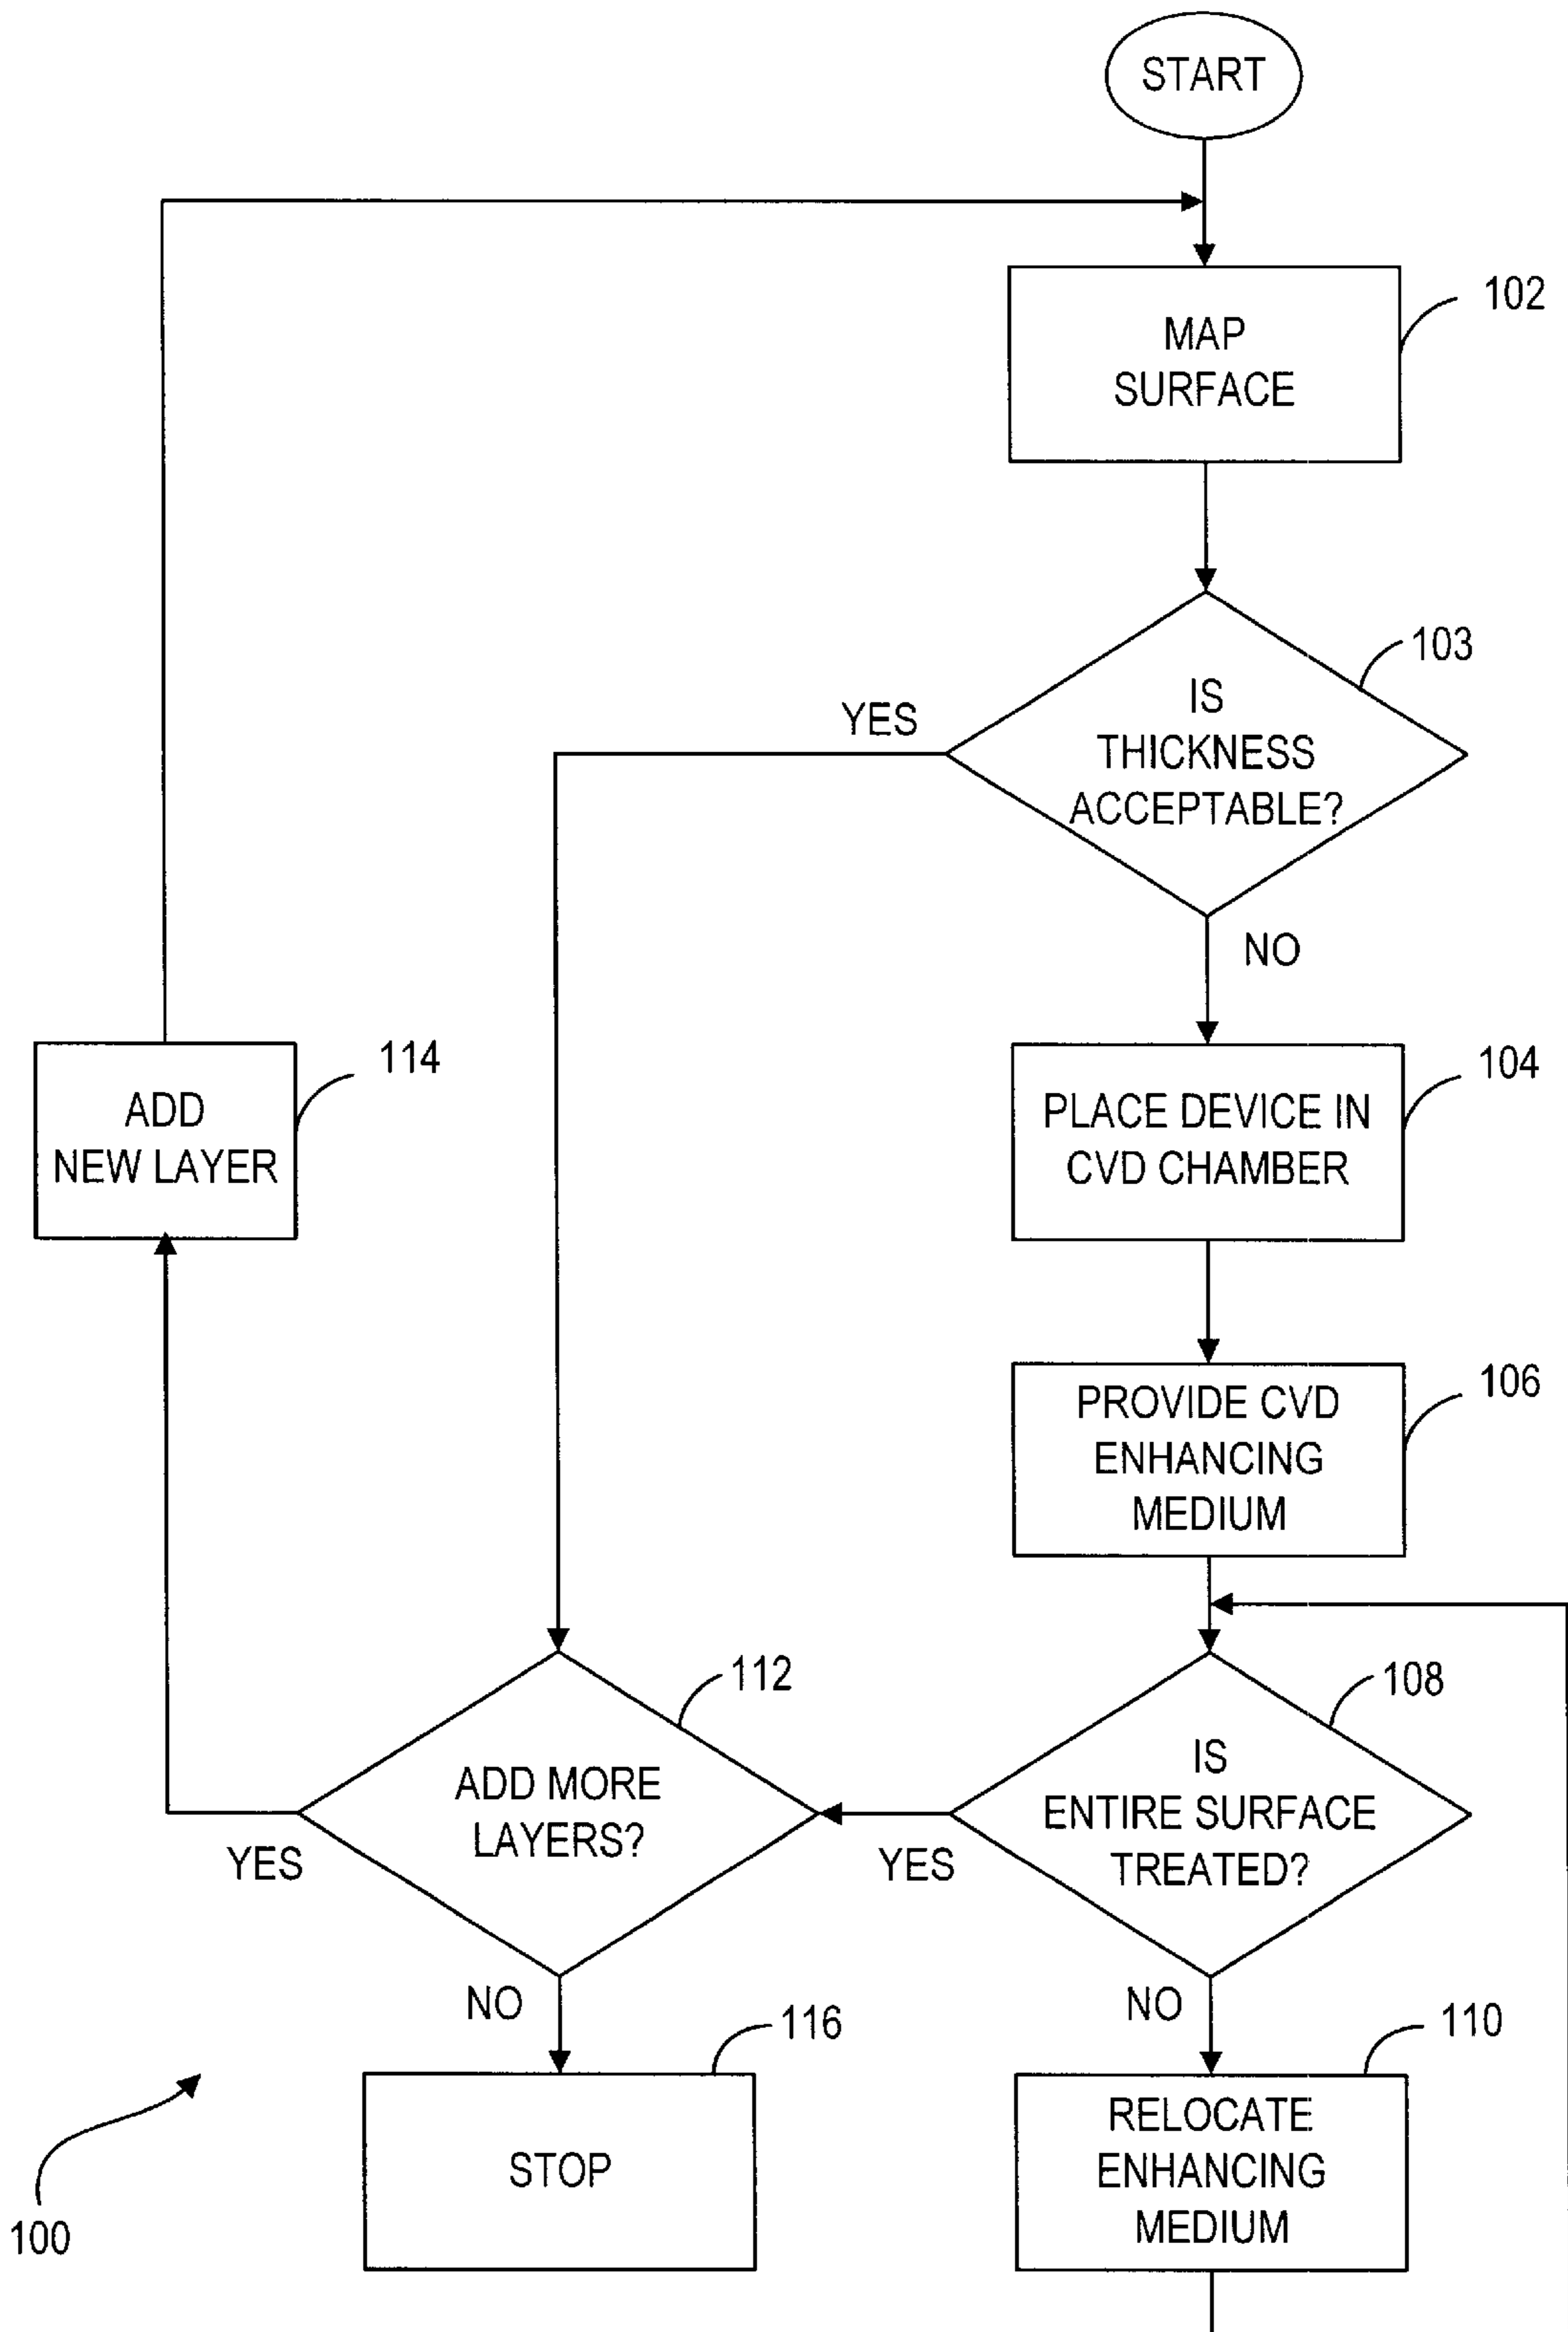 START
MAP
SURFACE
102
IS
THICKNESS
ACCEPTABLE?
103
YES
NO
ADD
NEW LAYER
114
PLACE DEVICE IN
CVD CHAMBER
104
PROVIDE CVD
ENHANCING
MEDIUM
106
ADD MORE
LAYERS?
112
IS
ENTIRE SURFACE
TREATED?
108
YES
YES
NO
NO
STOP
116
RELOCATE
ENHANCING
MEDIUM
110
100